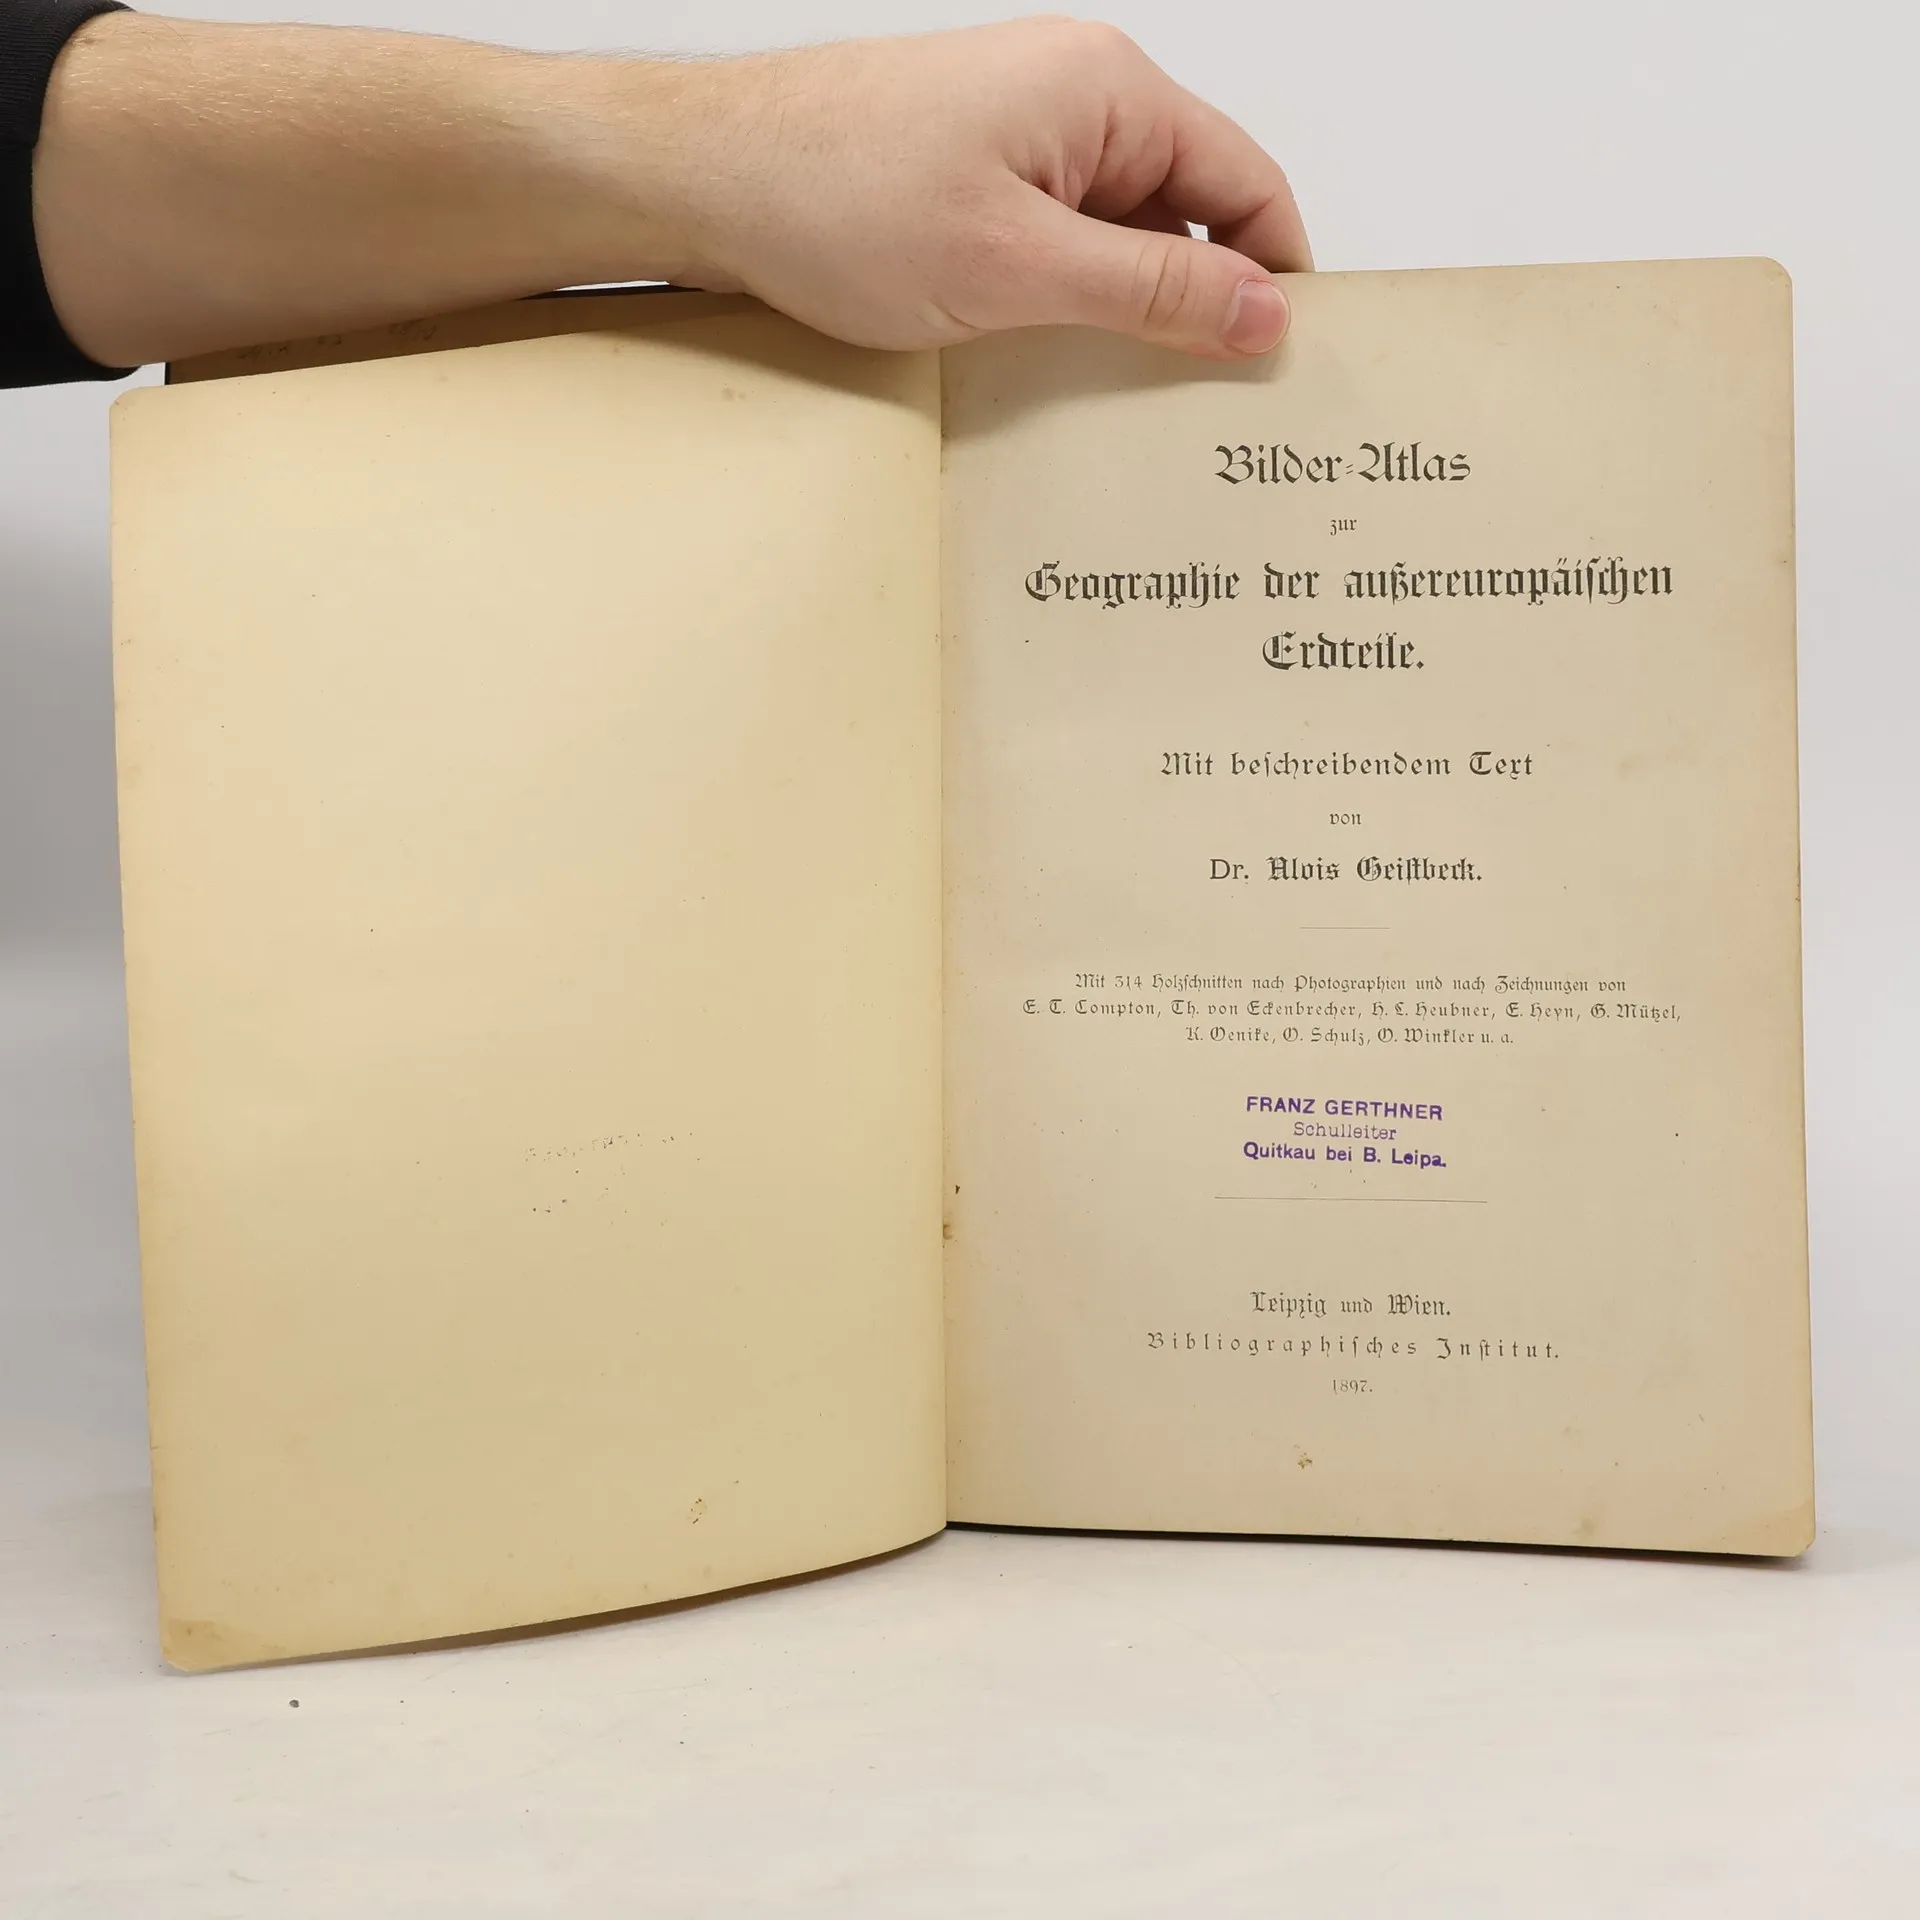 Bilder-Atlas
zur
Geographie der außereuropäiſchen
Erdteile.
Mit beſchreibendem Text
von
Dr. Alois Geiſtbeck.
Mit 314 Holzſchnitten nach Photographien und nach Zeichnungen von
E. T. Compton, Th. von Eckenbrecher, H. C. Heubner, E. Heyn, G. Mützel,
K. Oenike, O. Schulz, O. Winkler u. a.
FRANZ GERTHNER
Schulleiter
Quitkau bei B. Leipa.
Leipzig und Wien.
Bibliographiſches Inſtitut.
1897.